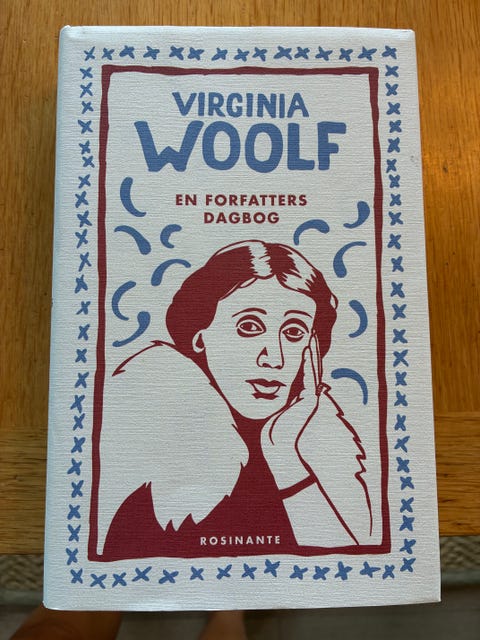 VIRGINIA
WOOLF
EN FORFATTERS
DAGBOG
ROSINANTE